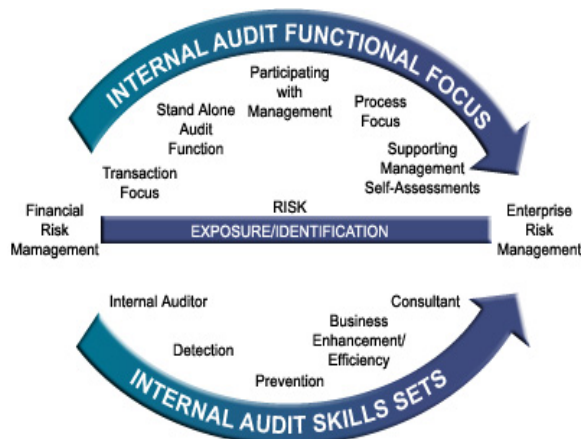 INTERNAL AUDIT FUNCTIONAL FOCUS
Participating
with
Management
Stand Alone
Audit
Function
Process
Focus
Transaction
Focus
Supporting
Management
Self-Assessments
Financial
Risk
Mamagement
RISK
EXPOSURE/IDENTIFICATION
Enterprise
Risk
Management
Internal Auditor
Consultant
Detection
Business
Enhancement/
Efficiency
Prevention
INTERNAL AUDIT SKILLS SETS